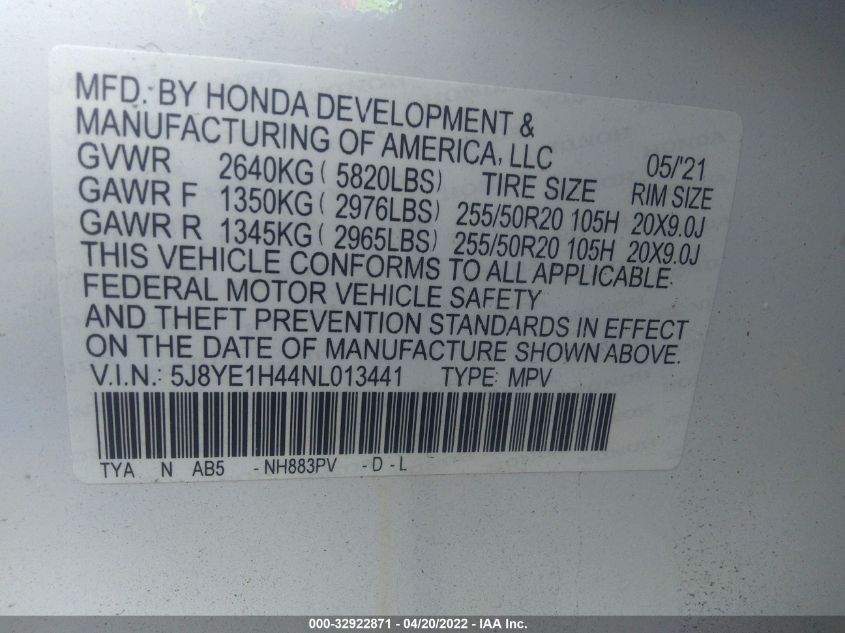 MFD. BY HONDA DEVELOPMENT &
MANUFACTURING OF AMERICA, LLC 05/'21
GVWR 2640KG ( 5820LBS) TIRE SIZE RIM SIZE
GAWR F 1350KG ( 2976LBS) 255/50R20 105H 20X9.0J
GAWR R 1345KG ( 2965LBS) 255/50R20 105H 20X9.0J
THIS VEHICLE CONFORMS TO ALL APPLICABLE
FEDERAL MOTOR VEHICLE SAFETY
AND THEFT PREVENTION STANDARDS IN EFFECT
ON THE DATE OF MANUFACTURE SHOWN ABOVE.
V.I.N.: 5J8YE1H44NL013441 TYPE: MPV
TYA N AB5 -NH883PV -D-L
000-32922871 - 04/20/2022 - IAA Inc.